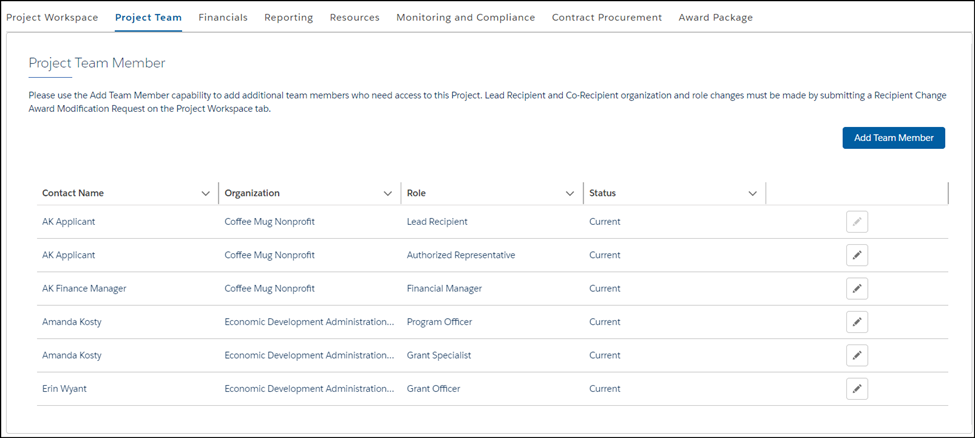 Project Workspace Project Team Financials Reporting Resources Monitoring and Compliance Contract Procurement Award Package
Project Team Member
Please use the Add Team Member capability to add additional team members who need access to this Project. Lead Recipient and Co-Recipient organization and role changes must be made by submitting a Recipient Change
Award Modification Request on the Project Workspace tab.
Add Team Member
Contact Name Organization Role Status
AK Applicant Coffee Mug Nonprofit Lead Recipient Current
AK Applicant Coffee Mug Nonprofit Authorized Representative Current
AK Finance Manager Coffee Mug Nonprofit Financial Manager Current
Amanda Kosty Economic Development Administration... Program Officer Current
Amanda Kosty Economic Development Administration... Grant Specialist Current
Erin Wyant Economic Development Administration... Grant Officer Current